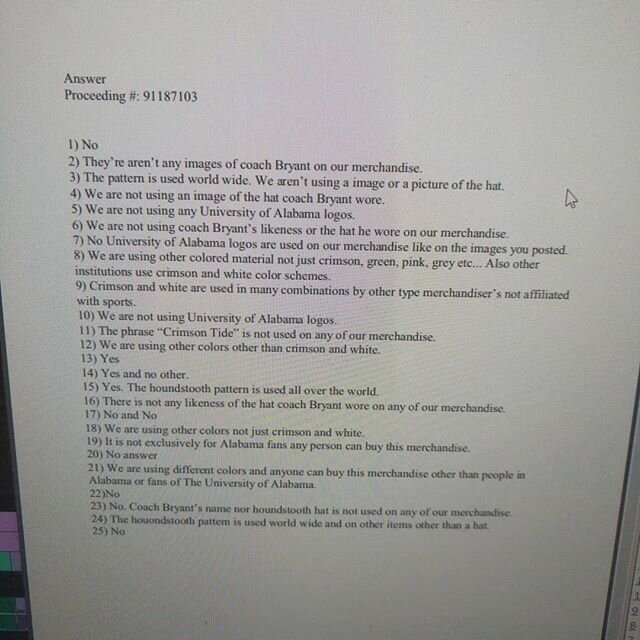 Answer
Proceeding #: 91187103
1) No
2) They're aren't any images of coach Bryant on our merchandise.
3) The pattern is used world wide. We aren't using a image or a picture of the hat.
4) We are not using an image of the hat coach Bryant wore.
5) We are not using any University of Alabama logos.
6) We are not using coach Bryant's likeness or the hat he wore on our merchandise.
7) No University of Alabama logos are used on our merchandise like on the images you posted.
8) We are using other colored material not just crimson, green, pink, grey etc... Also other
institutions use crimson and white color schemes.
9) Crimson and white are used in many combinations by other type merchandiser's not affiliated
with sports.
10) We are not using University of Alabama logos.
11) The phrase "Crimson Tide" is not used on any of our merchandise.
12) We are using other colors other than crimson and white.
13) Yes
14) Yes and no other.
15) Yes. The houndstooth pattern is used all over the world.
16) There is not any likeness of the hat coach Bryant wore on any of our merchandise.
17) No and No
18) We are using other colors not just crimson and white.
19) It is not exclusively for Alabama fans any person can buy this merchandise.
20) No answer
21) We are using different colors and anyone can buy this merchandise other than people in
Alabama or fans of The University of Alabama.
22)No
23) No. Coach Bryant's name nor houndstooth hat is not used on any of our merchandise.
24) The houondstooth pattern is used world wide and on other items other than a hat.
25) No